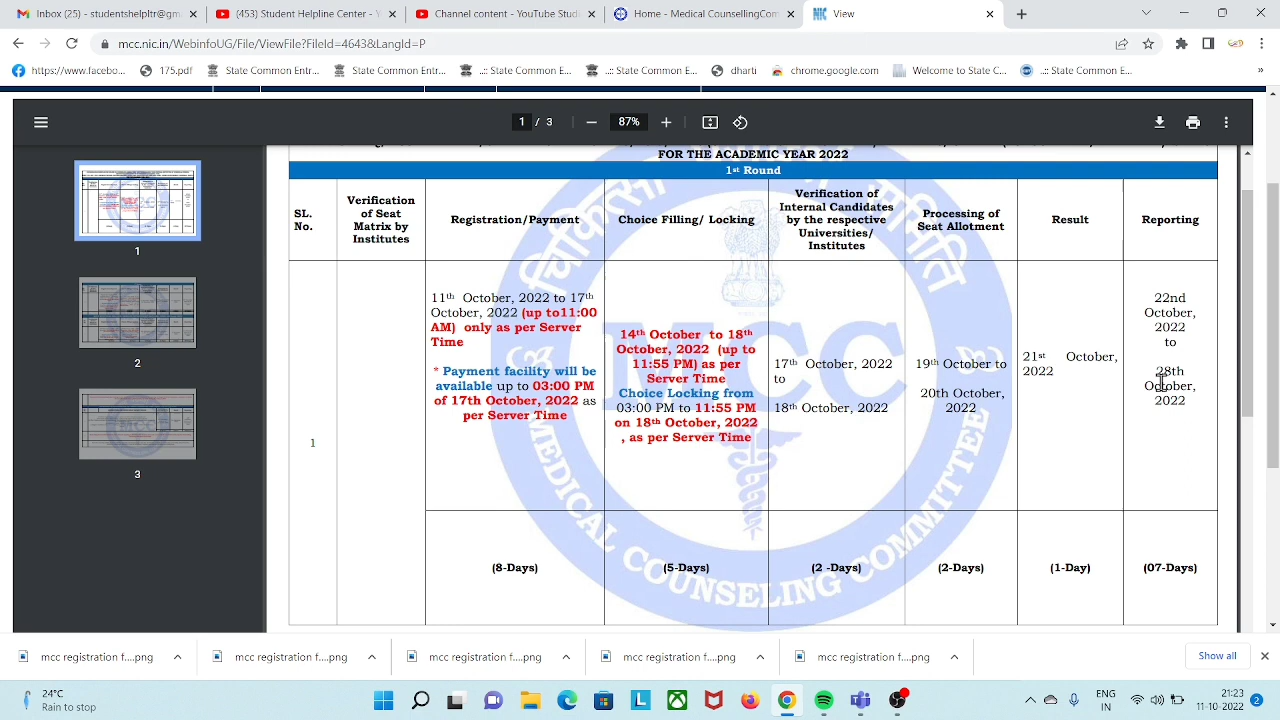 Inbox (25) - studentshelpletr@gm
(453) Student Helpletter -
Channel content - YouTube Studi
Home - Medical CounsellingCom
View
mcc.nic.in/WebinfoUG/File/ViewFile?FileId=4643&LangId=P
https://www.facebo...
175.pdf
State Common Entr...
State Common Entr...
.:: State Common E...
.:: State Common E...
dharti
chrome.google.com
Welcome to State C...
.:: State Common E...
1 / 3
87%
FOR THE ACADEMIC YEAR 2022
1st Round
SL. No.
Verification of Seat Matrix by Institutes
Registration/Payment
Choice Filling/ Locking
Verification of Internal Candidates by the respective Universities/ Institutes
Processing of Seat Allotment
Result
Reporting
1
11th October, 2022 to 17th
October, 2022 (up to11:00
AM) only as per Server
Time
* Payment facility will be
available up to 03:00 PM
of 17th October, 2022 as
per Server Time
14th October to 18th
October, 2022 (up to
11:55 PM) as per
Server Time
Choice Locking from
03:00 PM to 11:55 PM
on 18th October, 2022
, as per Server Time
17th October, 2022
to
18th October, 2022
19th October to
20th October,
2022
21st October,
2022
22nd
October,
2022
to
28th
October,
2022
(8-Days)
(5-Days)
(2 -Days)
(2-Days)
(1-Day)
(07-Days)
MCC
MEDICAL COUNSELING COMMITTEE
1
2
3
mcc registration f....png
mcc registration f....png
mcc registration f....png
mcc registration f....png
mcc registration f....png
Show all
24°C
Rain to stop
ENG
IN
21:23
11-10-2022
2